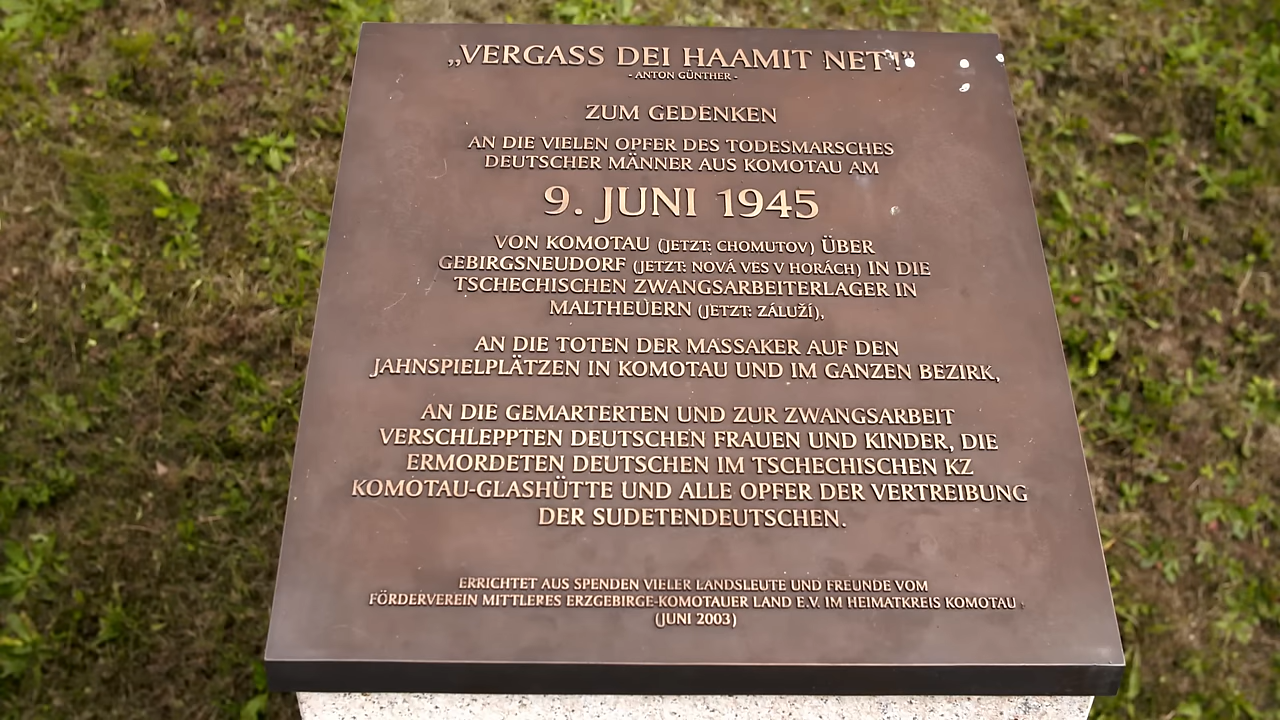 „VERGASS DEI HAAMIT NET!”
- ANTON GÜNTHER -
ZUM GEDENKEN
AN DIE VIELEN OPFER DES TODESMARSCHES
DEUTSCHER MÄNNER AUS KOMOTAU AM
9. JUNI 1945
VON KOMOTAU (JETZT: CHOMUTOV) ÜBER
GEBIRGSNEUDORF (JETZT: NOVÁ VES V HORÁCH) IN DIE
TSCHECHISCHEN ZWANGSARBEITERLAGER IN
MALTHEUERN (JETZT: ZÁLUŽÍ),
AN DIE TOTEN DER MASSAKER AUF DEN
JAHNSPIELPLÄTZEN IN KOMOTAU UND IM GANZEN BEZIRK,
AN DIE GEMARTERTEN UND ZUR ZWANGSARBEIT
VERSCHLEPPTEN DEUTSCHEN FRAUEN UND KINDER, DIE
ERMORDETEN DEUTSCHEN IM TSCHECHISCHEN KZ
KOMOTAU-GLASHÜTTE UND ALLE OPFER DER VERTREIBUNG
DER SUDETENDEUTSCHEN.
ERRICHTET AUS SPENDEN VIELER LANDSLEUTE UND FREUNDE VOM
FÖRDERVEREIN MITTLERES ERZGEBIRGE-KOMOTAUER LAND E.V. IM HEIMATKREIS KOMOTAU .
(JUNI 2003)